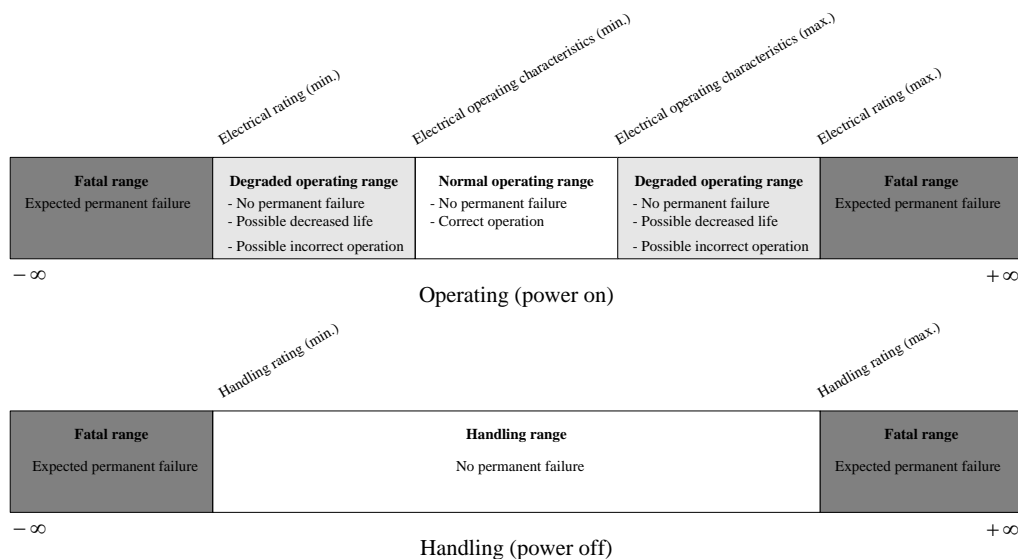 Electrical rating (min.)
Electrical operating characteristics (min.)
Electrical operating characteristics (max.)
Electrical rating (max.)
Fatal range
Expected permanent failure
Degraded operating range
- No permanent failure
- Possible decreased life
- Possible incorrect operation
Normal operating range
- No permanent failure
- Correct operation
Degraded operating range
- No permanent failure
- Possible decreased life
- Possible incorrect operation
Fatal range
Expected permanent failure
− ∞
+ ∞
Operating (power on)
Handling rating (min.)
Handling rating (max.)
Fatal range
Expected permanent failure
Handling range
No permanent failure
Fatal range
Expected permanent failure
− ∞
+ ∞
Handling (power off)